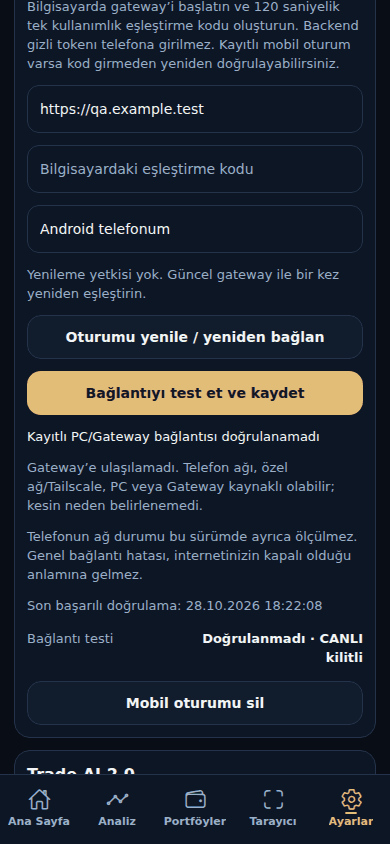 Bilgisayarda gateway’i başlatın ve 120 saniyelik
tek kullanımlık eşleştirme kodu oluşturun. Backend
gizli tokenı telefona girilmez. Kayıtlı mobil oturum
varsa kod girmeden yeniden doğrulayabilirsiniz.
https://qa.example.test
Bilgisayardaki eşleştirme kodu
Android telefonum
Yenileme yetkisi yok. Güncel gateway ile bir kez
yeniden eşleştirin.
Oturumu yenile / yeniden bağlan
Bağlantıyı test et ve kaydet
Kayıtlı PC/Gateway bağlantısı doğrulanamadı
Gateway’e ulaşılamadı. Telefon ağı, özel
ağ/Tailscale, PC veya Gateway kaynaklı olabilir;
kesin neden belirlenemedi.
Telefonun ağ durumu bu sürümde ayrıca ölçülmez.
Genel bağlantı hatası, internetinizin kapalı olduğu
anlamına gelmez.
Son başarılı doğrulama: 28.10.2026 18:22:08
Bağlantı testi Doğrulanmadı · CANLI
kilitli
Mobil oturumu sil
Trade AI 2.0
Ana Sayfa Analiz Portföyler Tarayıcı Ayarlar